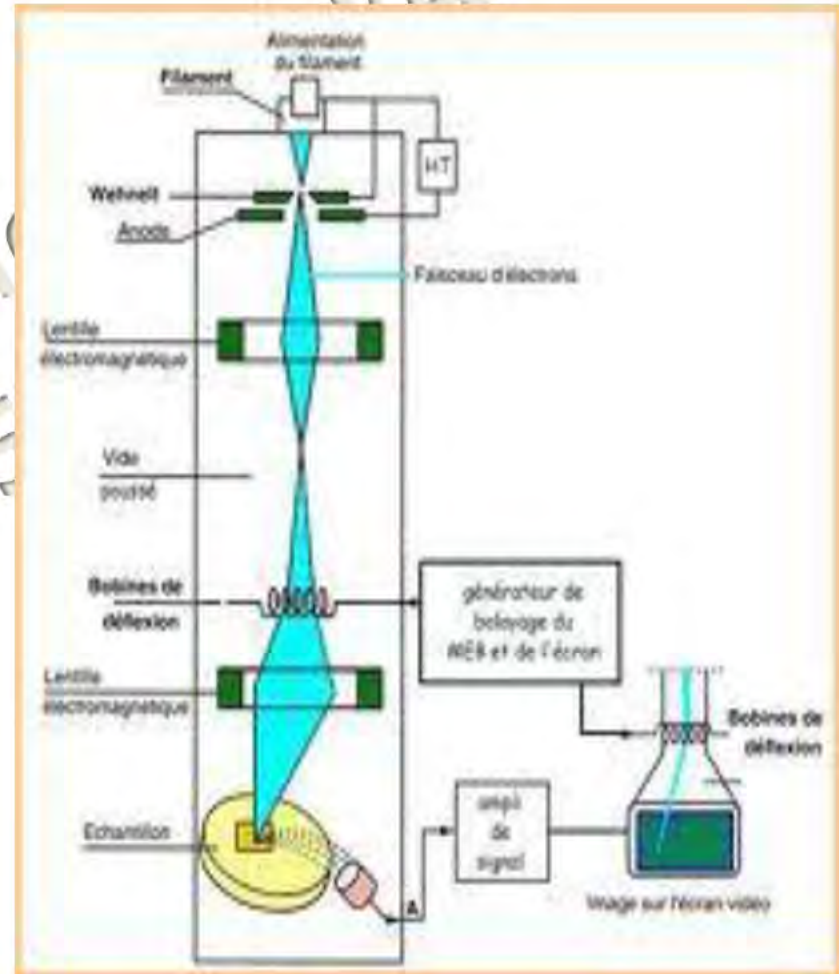 Alimentation
du filament
Filament
HT
Wehnelt
Anode
Faisceau d'électrons
Lentille
électromagnétique
Vide
poussé
Bobines de
déflexion
générateur de
balayage du
MEB et de l'écran
Lentille
électromagnétique
Bobines de
déflexion
Echantillon
ampli
de
signal
A
Image sur l'écran vidéo